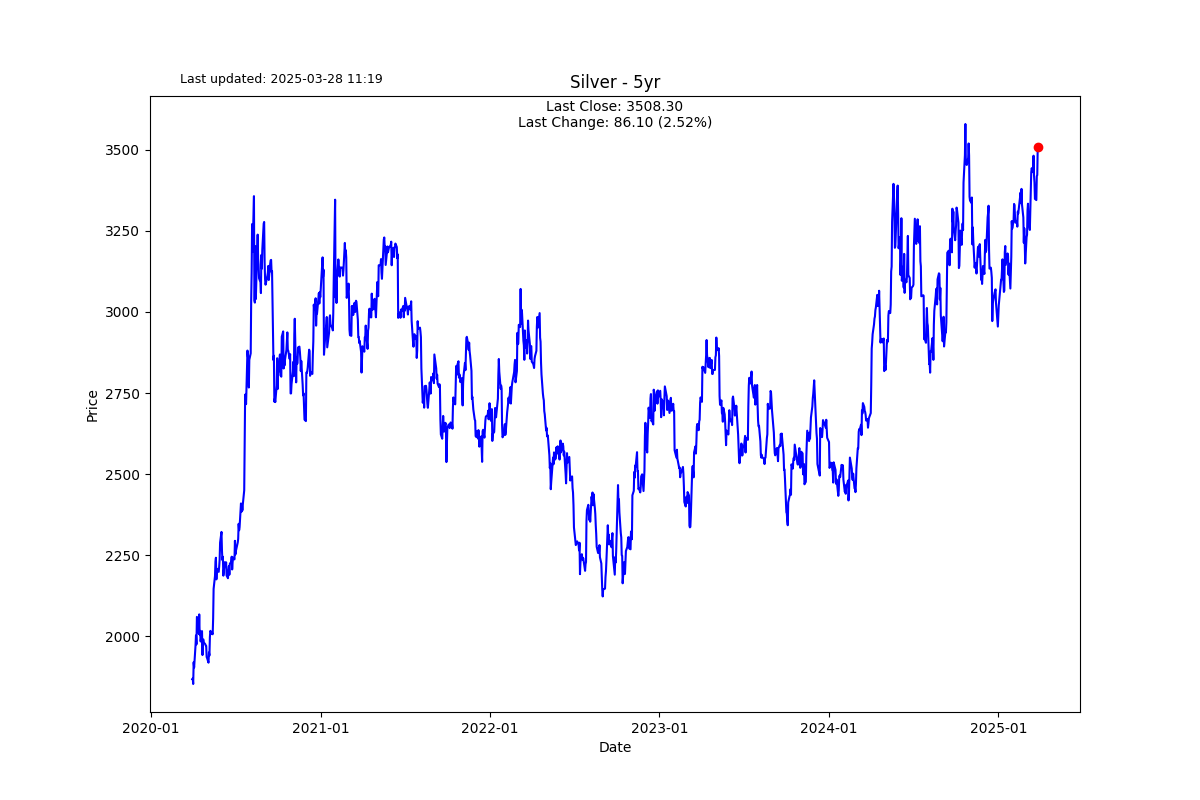 Last updated: 2025-03-28 11:19
Silver - 5yr
Last Close: 3508.30
Last Change: 86.10 (2.52%)
Price
3500
3250
3000
2750
2500
2250
2000
2020-01
2021-01
2022-01
2023-01
2024-01
2025-01
Date